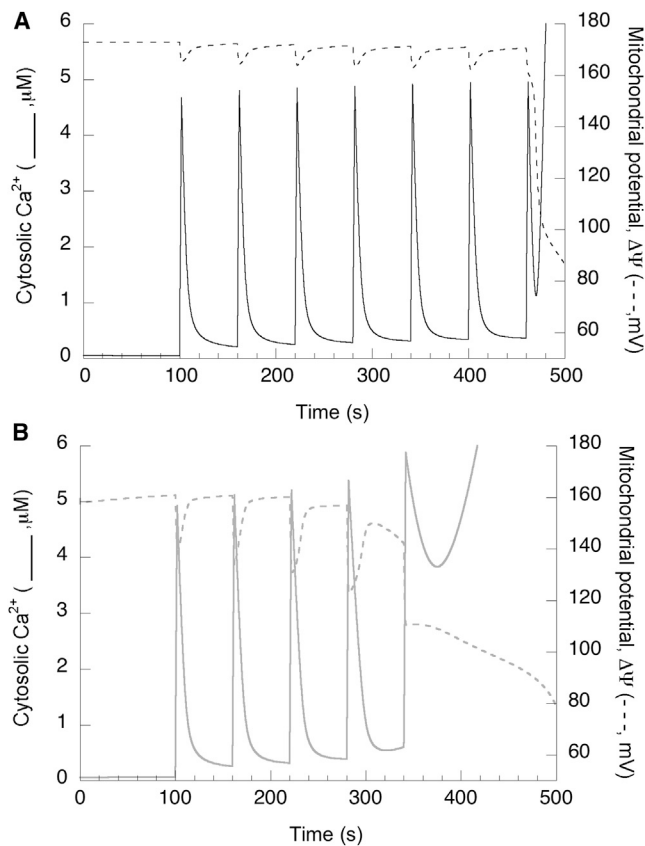 A
6
5
4
3
2
1
0
Cytosolic Ca²⁺ ( ___ ,μM)
180
160
140
120
100
80
60
Mitochondrial potential, ΔΨ (- - -,mV)
0 100 200 300 400 500
Time (s)
B
6
5
4
3
2
1
0
Cytosolic Ca²⁺ ( ___ ,μM)
180
160
140
120
100
80
60
Mitochondrial potential, ΔΨ (- - -, mV)
0 100 200 300 400 500
Time (s)